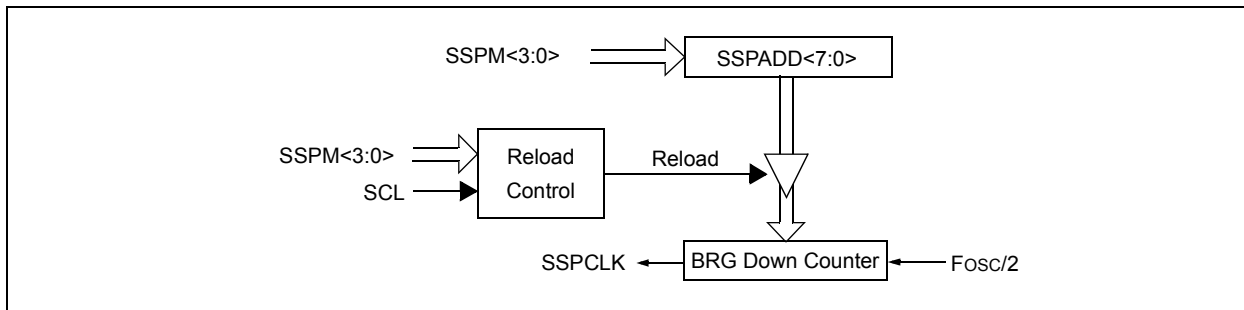 SSPM<3:0>
SSPADD<7:0>
SSPM<3:0>
SCL
Reload
Control
Reload
SSPCLK
BRG Down Counter
FOSC/2